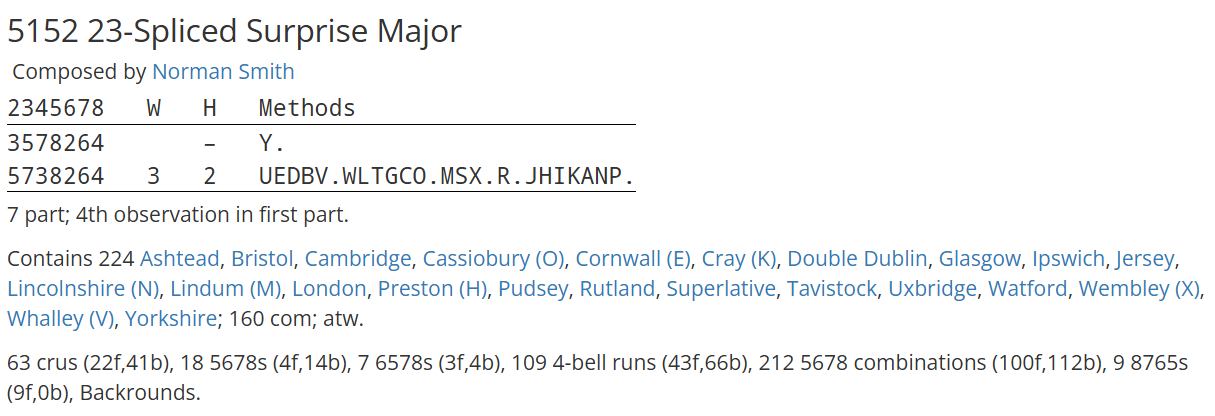 5152 23-Spliced Surprise Major
Composed by Norman Smith
2345678 W H Methods
3578264 – Y.
5738264 3 2 UEDBV.WLTGCO.MSX.R.JHIKANP.
7 part; 4th observation in first part.
Contains 224 Ashtead, Bristol, Cambridge, Cassiobury (O), Cornwall (E), Cray (K), Double Dublin, Glasgow, Ipswich, Jersey,
Lincolnshire (N), Lindum (M), London, Preston (H), Pudsey, Rutland, Superlative, Tavistock, Uxbridge, Watford, Wembley (X),
Whalley (V), Yorkshire; 160 com; atw.
63 crus (22f,41b), 18 5678s (4f,14b), 7 6578s (3f,4b), 109 4-bell runs (43f,66b), 212 5678 combinations (100f,112b), 9 8765s
(9f,0b), Backrounds.